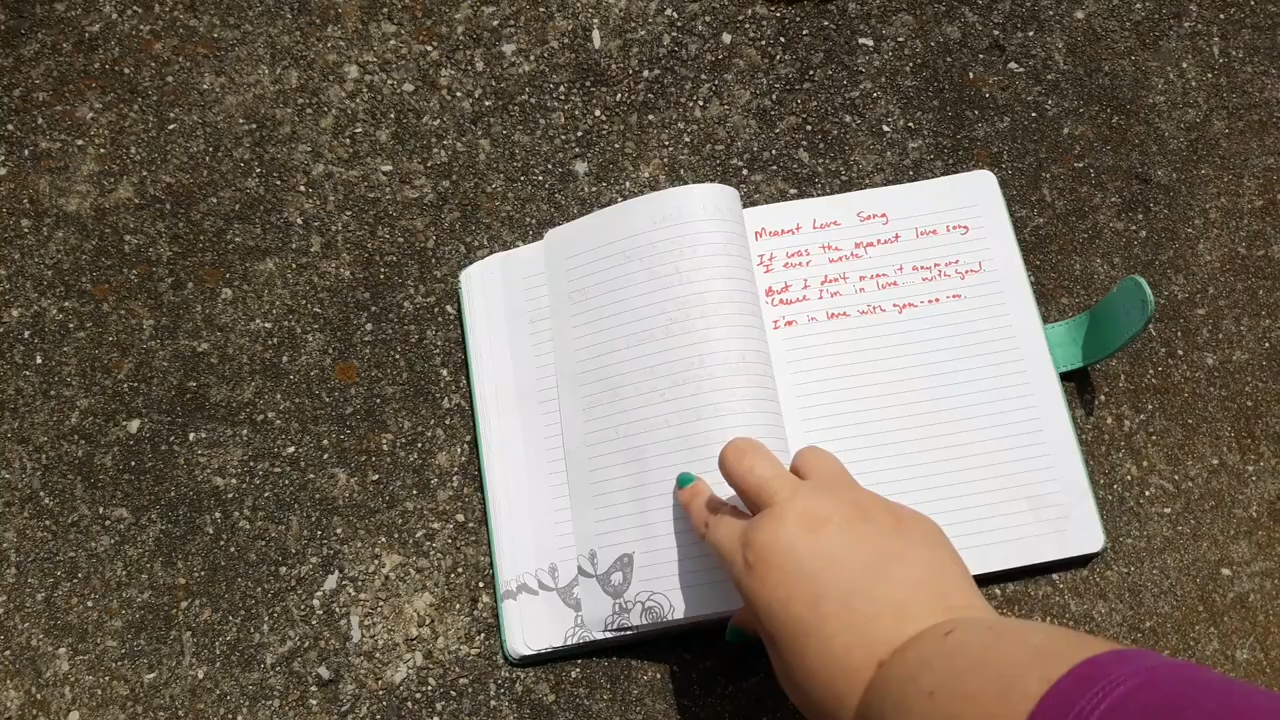 Meanest Love Song
It was the meanest love song
I ever wrote!
But I don't mean it anymore.
'Cause I'm in love.... with you!
I'm in love with you-oo-oo.